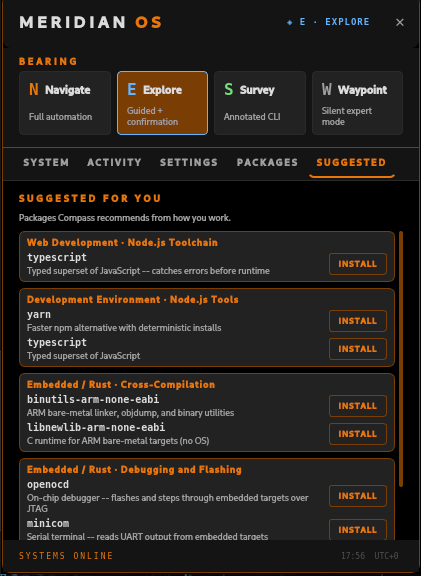 MERIDIAN OS
◈ E · EXPLORE ×
BEARING
N Navigate
Full automation
E Explore
Guided +
confirmation
S Survey
Annotated CLI
W Waypoint
Silent expert
mode
SYSTEM ACTIVITY SETTINGS PACKAGES SUGGESTED
SUGGESTED FOR YOU
Packages Compass recommends from how you work.
Web Development · Node.js Toolchain
typescript
Typed superset of JavaScript -- catches errors before runtime
INSTALL
Development Environment · Node.js Tools
yarn
Faster npm alternative with deterministic installs
INSTALL
typescript
Typed superset of JavaScript
INSTALL
Embedded / Rust · Cross-Compilation
binutils-arm-none-eabi
ARM bare-metal linker, objdump, and binary utilities
INSTALL
libnewlib-arm-none-eabi
C runtime for ARM bare-metal targets (no OS)
INSTALL
Embedded / Rust · Debugging and Flashing
openocd
On-chip debugger -- flashes and steps through embedded targets over
JTAG
INSTALL
minicom
Serial terminal -- reads UART output from embedded targets
INSTALL
SYSTEMS ONLINE
17:56 UTC+0